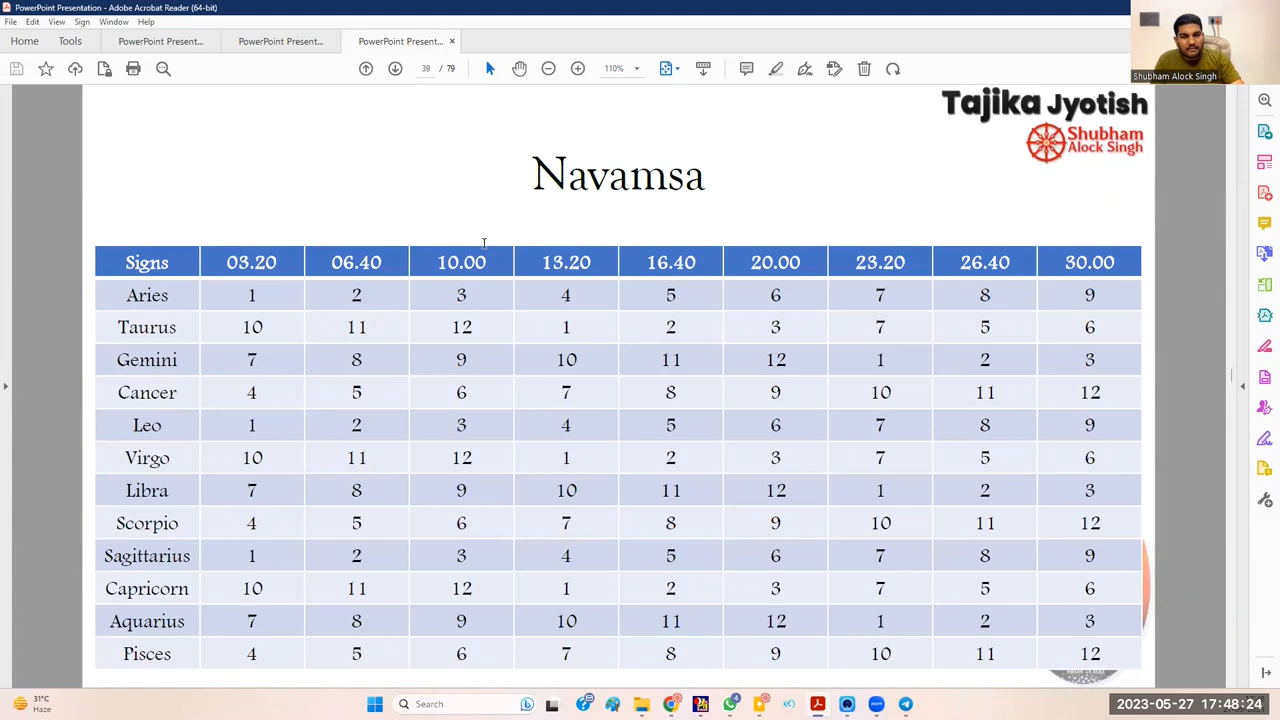 PowerPoint Presentation - Adobe Acrobat Reader (64-bit)
File Edit View Sign Window Help
Home Tools PowerPoint Present... PowerPoint Present... PowerPoint Present... ×
39 / 79 110%
Shubham Alock Singh
Tajika Jyotish
Shubham
Alock Singh
Navamsa
Signs 03.20 06.40 10.00 13.20 16.40 20.00 23.20 26.40 30.00
Aries 1 2 3 4 5 6 7 8 9
Taurus 10 11 12 1 2 3 7 5 6
Gemini 7 8 9 10 11 12 1 2 3
Cancer 4 5 6 7 8 9 10 11 12
Leo 1 2 3 4 5 6 7 8 9
Virgo 10 11 12 1 2 3 7 5 6
Libra 7 8 9 10 11 12 1 2 3
Scorpio 4 5 6 7 8 9 10 11 12
Sagittarius 1 2 3 4 5 6 7 8 9
Capricorn 10 11 12 1 2 3 7 5 6
Aquarius 7 8 9 10 11 12 1 2 3
Pisces 4 5 6 7 8 9 10 11 12
31°C
Haze
Search
4
2023-05-27 17:48:24